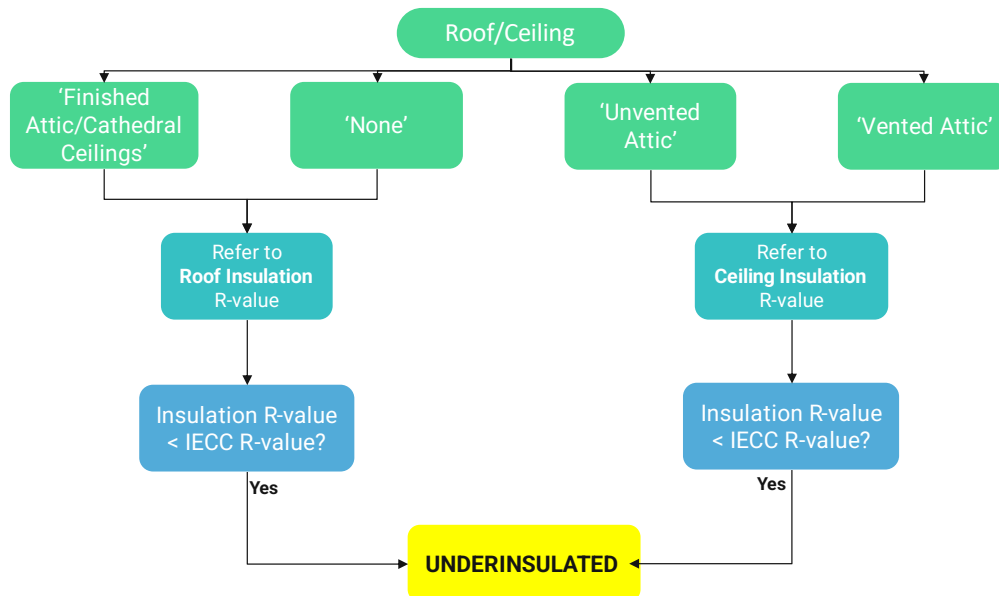 Roof/Ceiling
‘Finished
Attic/Cathedral
Ceilings’
‘None’
‘Unvented
Attic’
‘Vented Attic’
Refer to
Roof Insulation
R-value
Refer to
Ceiling Insulation
R-value
Insulation R-value
< IECC R-value?
Insulation R-value
< IECC R-value?
Yes
Yes
UNDERINSULATED